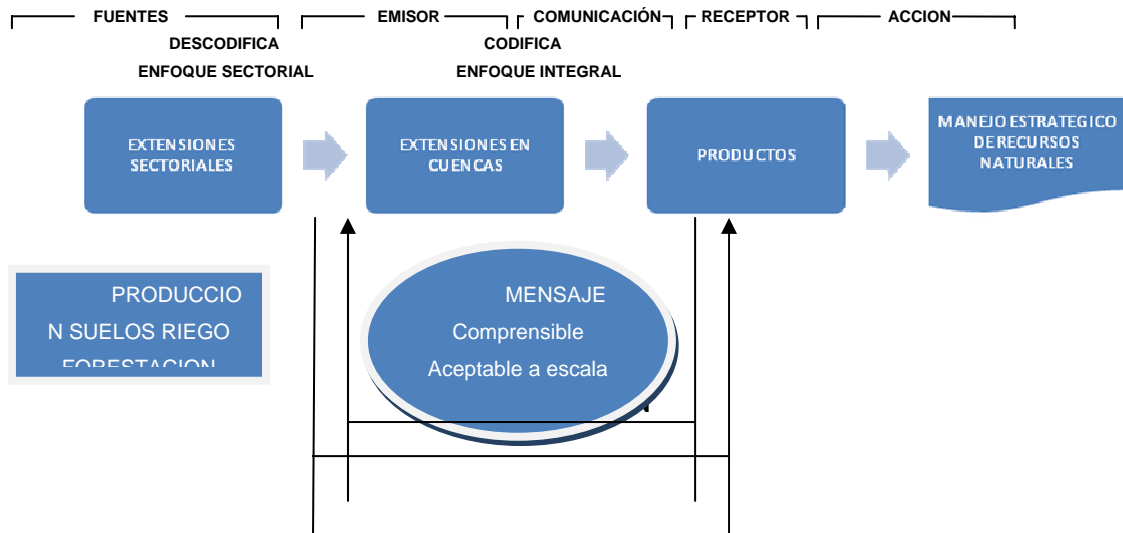 FUENTES EMISOR COMUNICACIÓN RECEPTOR ACCION
DESCODIFICA CODIFICA
ENFOQUE SECTORIAL ENFOQUE INTEGRAL
EXTENSIONES
SECTORIALES
EXTENSIONES EN
CUENCAS
PRODUCTOS
MANEJO ESTRATEGICO
DE RECURSOS
NATURALES
PRODUCCIO
N SUELOS RIEGO
FORESTACION
MENSAJE
Comprensible
Aceptable a escala